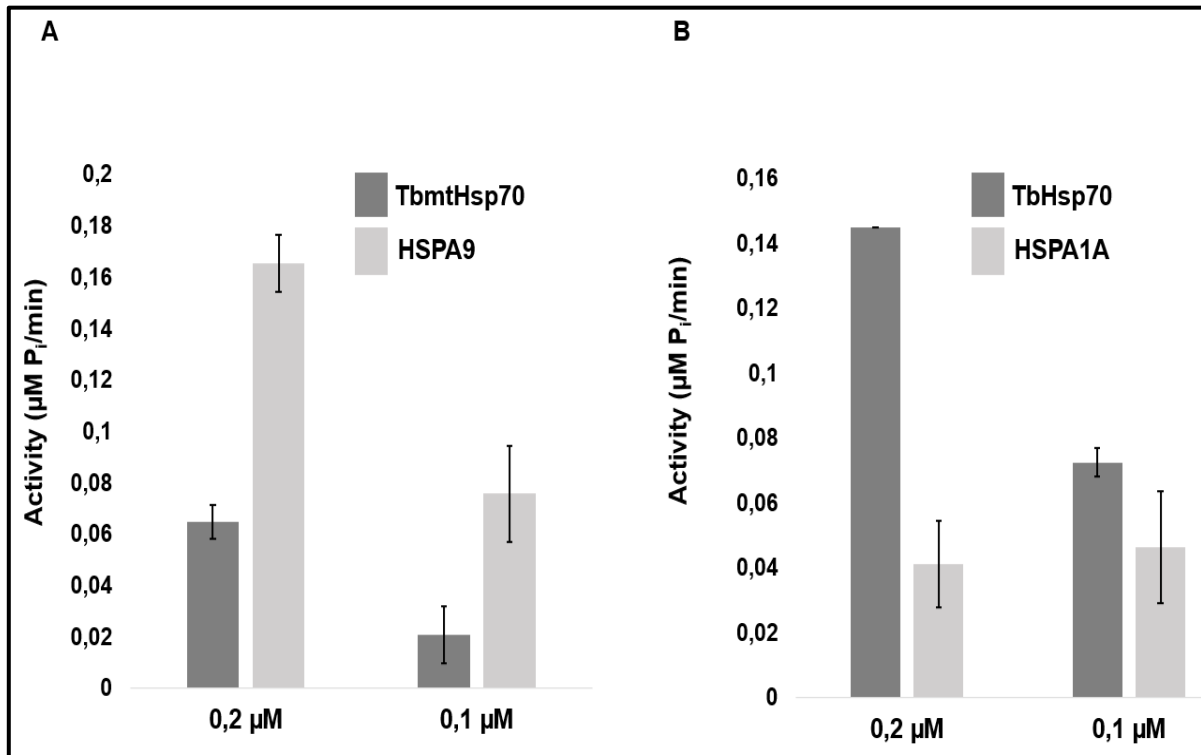 A
Activity (µM Pi/min)
0,2
0,18
0,16
0,14
0,12
0,1
0,08
0,06
0,04
0,02
0
TbmtHsp70
HSPA9
0,2 µM
0,1 µM
B
Activity (µM Pi/min)
0,16
0,14
0,12
0,1
0,08
0,06
0,04
0,02
0
TbHsp70
HSPA1A
0,2 µM
0,1 µM